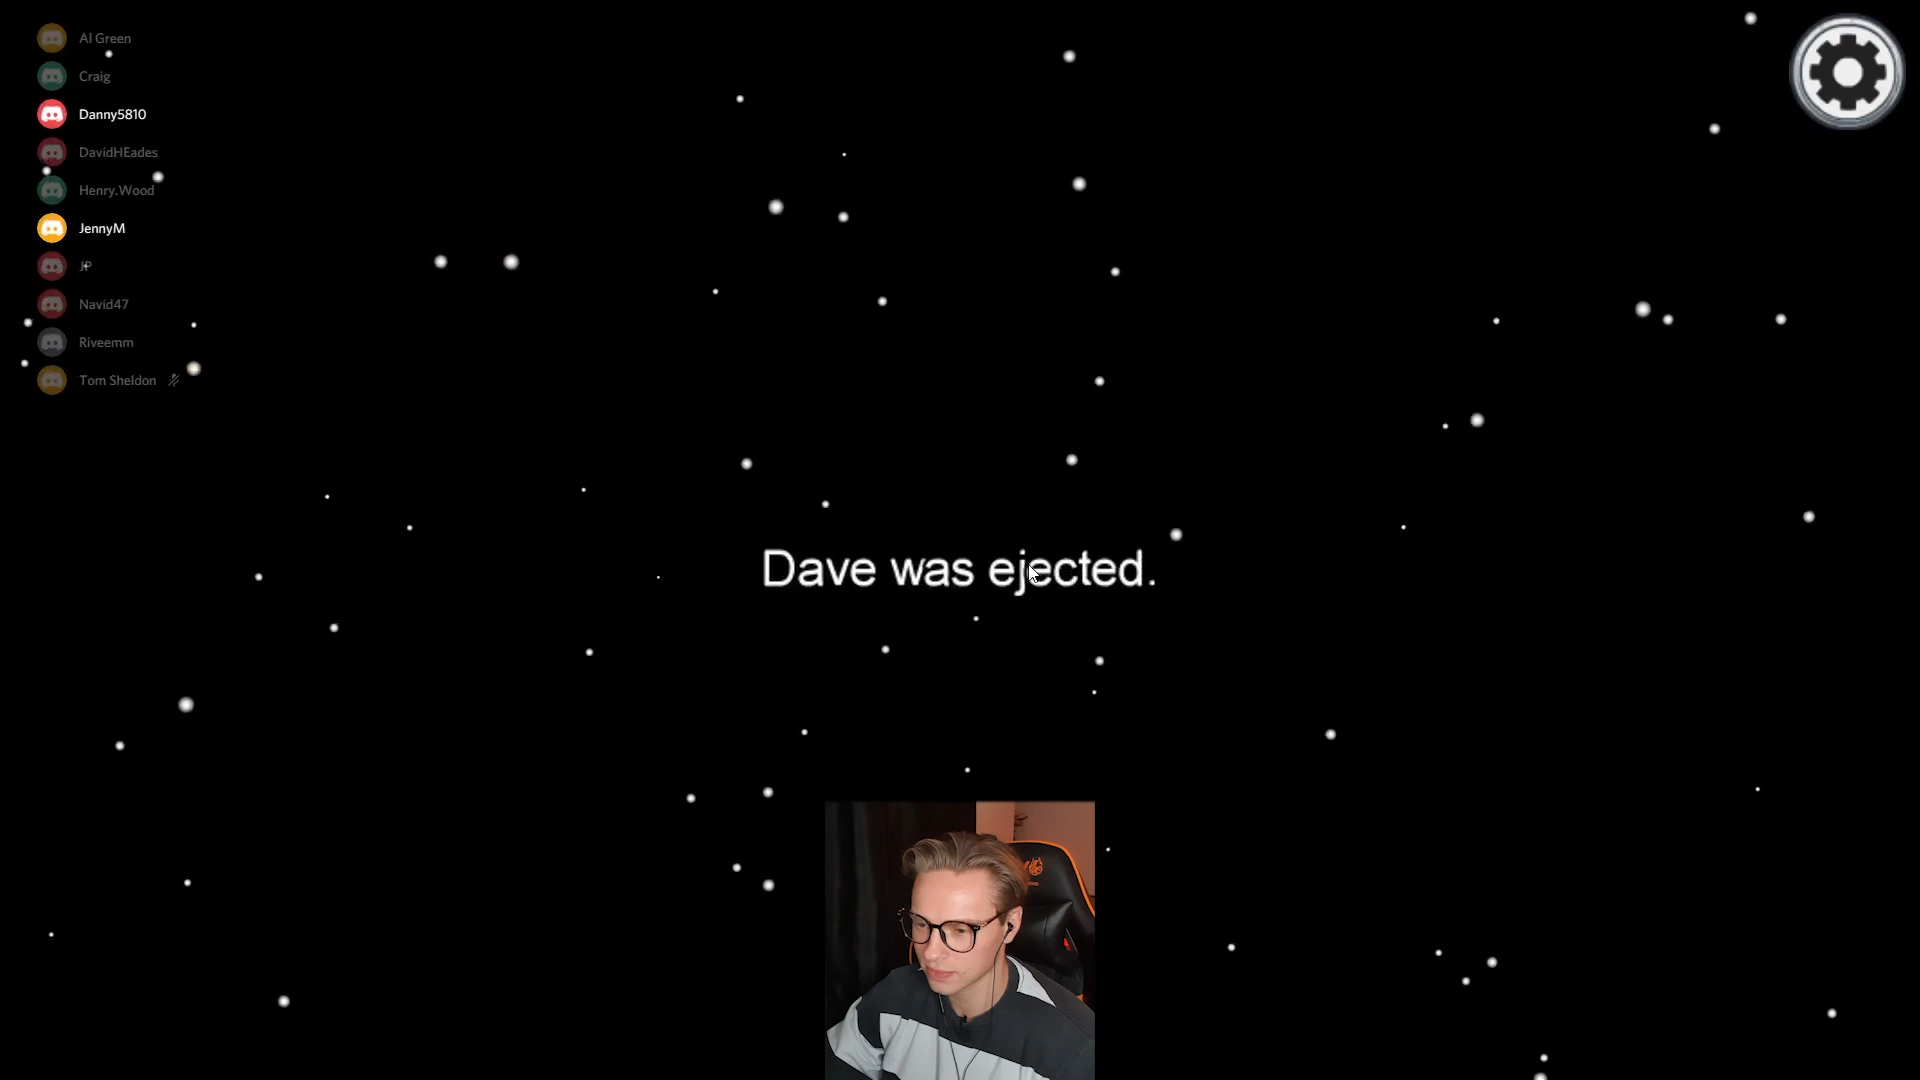 Al Green
Craig
Danny5810
DavidHEades
Henry.Wood
JennyM
JP
Navid47
Riveemm
Tom Sheldon
Dave was ejected.